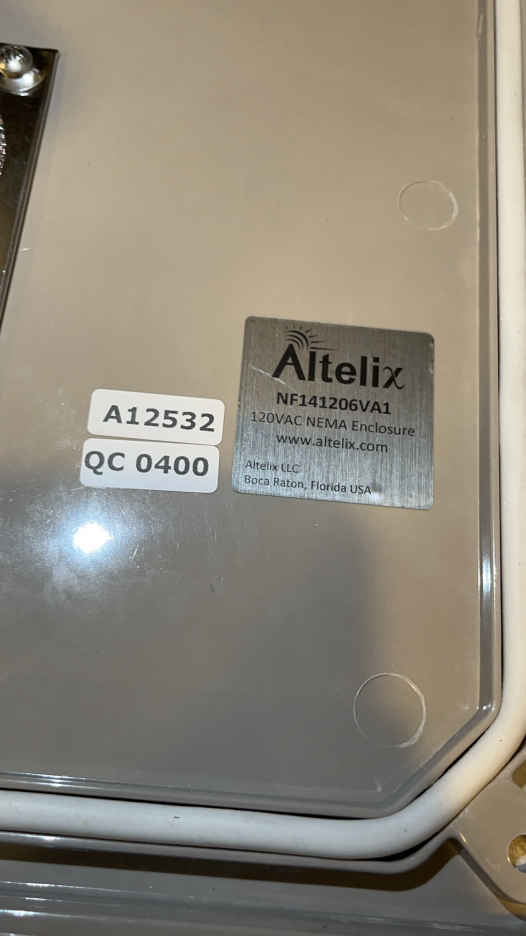 Altelix
NF141206VA1
120VAC NEMA Enclosure
www.altelix.com
Altelix LLC
Boca Raton, Florida USA
A12532
QC 0400